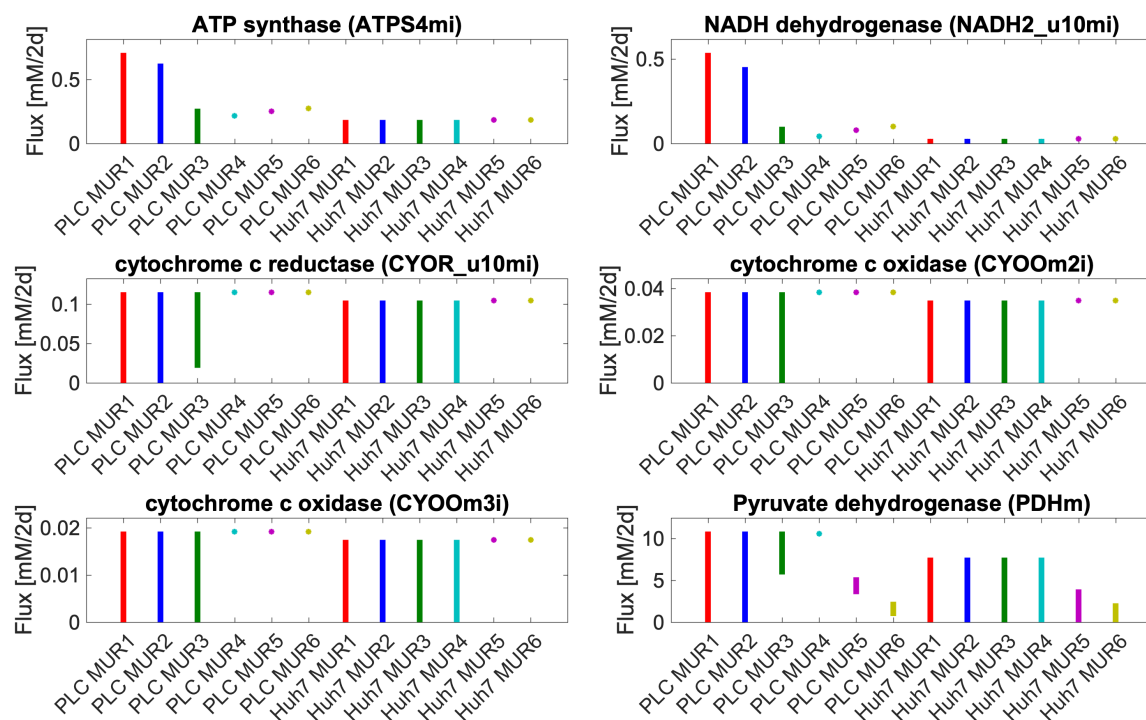 ATP synthase (ATPS4mi)
Flux [mM/2d]
0.5
0
PLC MUR1
PLC MUR2
PLC MUR3
PLC MUR4
PLC MUR5
PLC MUR6
Huh7 MUR1
Huh7 MUR2
Huh7 MUR3
Huh7 MUR4
Huh7 MUR5
Huh7 MUR6
NADH dehydrogenase (NADH2_u10mi)
Flux [mM/2d]
0.5
0
PLC MUR1
PLC MUR2
PLC MUR3
PLC MUR4
PLC MUR5
PLC MUR6
Huh7 MUR1
Huh7 MUR2
Huh7 MUR3
Huh7 MUR4
Huh7 MUR5
Huh7 MUR6
cytochrome c reductase (CYOR_u10mi)
Flux [mM/2d]
0.1
0.05
0
PLC MUR1
PLC MUR2
PLC MUR3
PLC MUR4
PLC MUR5
PLC MUR6
Huh7 MUR1
Huh7 MUR2
Huh7 MUR3
Huh7 MUR4
Huh7 MUR5
Huh7 MUR6
cytochrome c oxidase (CYOOm2i)
Flux [mM/2d]
0.04
0.02
0
PLC MUR1
PLC MUR2
PLC MUR3
PLC MUR4
PLC MUR5
PLC MUR6
Huh7 MUR1
Huh7 MUR2
Huh7 MUR3
Huh7 MUR4
Huh7 MUR5
Huh7 MUR6
cytochrome c oxidase (CYOOm3i)
Flux [mM/2d]
0.02
0.01
0
PLC MUR1
PLC MUR2
PLC MUR3
PLC MUR4
PLC MUR5
PLC MUR6
Huh7 MUR1
Huh7 MUR2
Huh7 MUR3
Huh7 MUR4
Huh7 MUR5
Huh7 MUR6
Pyruvate dehydrogenase (PDHm)
Flux [mM/2d]
10
5
0
PLC MUR1
PLC MUR2
PLC MUR3
PLC MUR4
PLC MUR5
PLC MUR6
Huh7 MUR1
Huh7 MUR2
Huh7 MUR3
Huh7 MUR4
Huh7 MUR5
Huh7 MUR6